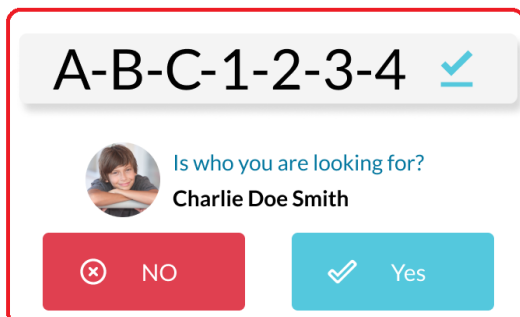 A-B-C-1-2-3-4
Is who you are looking for?
Charlie Doe Smith
NO
Yes